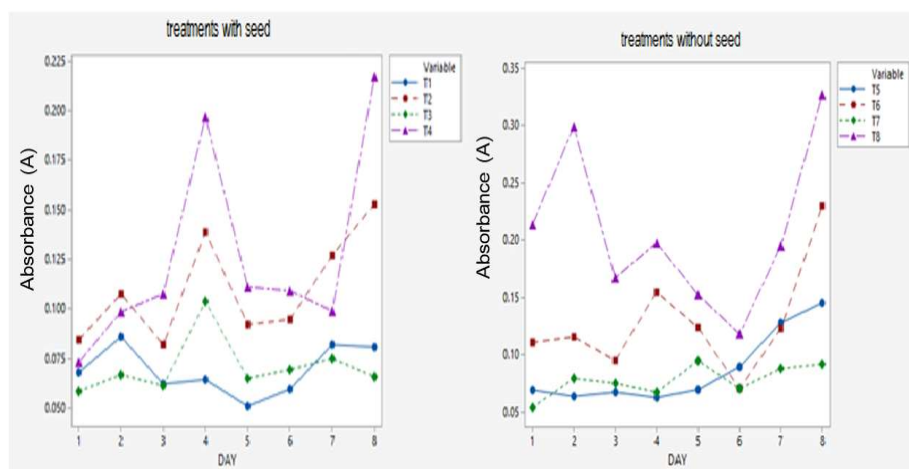 treatments with seed
Absorbance (A)
0.225
0.200
0.175
0.150
0.125
0.100
0.075
0.050
1 2 3 4 5 6 7 8
DAY
Variable
T1
T2
T3
T4
treatments without seed
Absorbance (A)
0.35
0.30
0.25
0.20
0.15
0.10
0.05
1 2 3 4 5 6 7 8
DAY
Variable
T5
T6
T7
T8